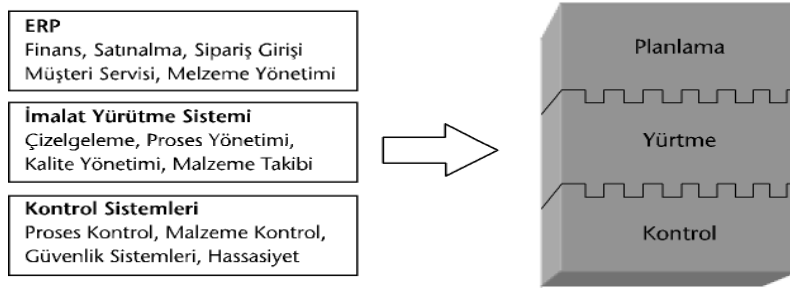 ERP
Finans, Satınalma, Sipariş Girişi
Müşteri Servisi, Melzeme Yönetimi
İmalat Yürütme Sistemi
Çizelgeleme, Proses Yönetimi,
Kalite Yönetimi, Malzeme Takibi
Kontrol Sistemleri
Proses Kontrol, Malzeme Kontrol,
Güvenlik Sistemleri, Hassasiyet
Planlama
Yürtme
Kontrol